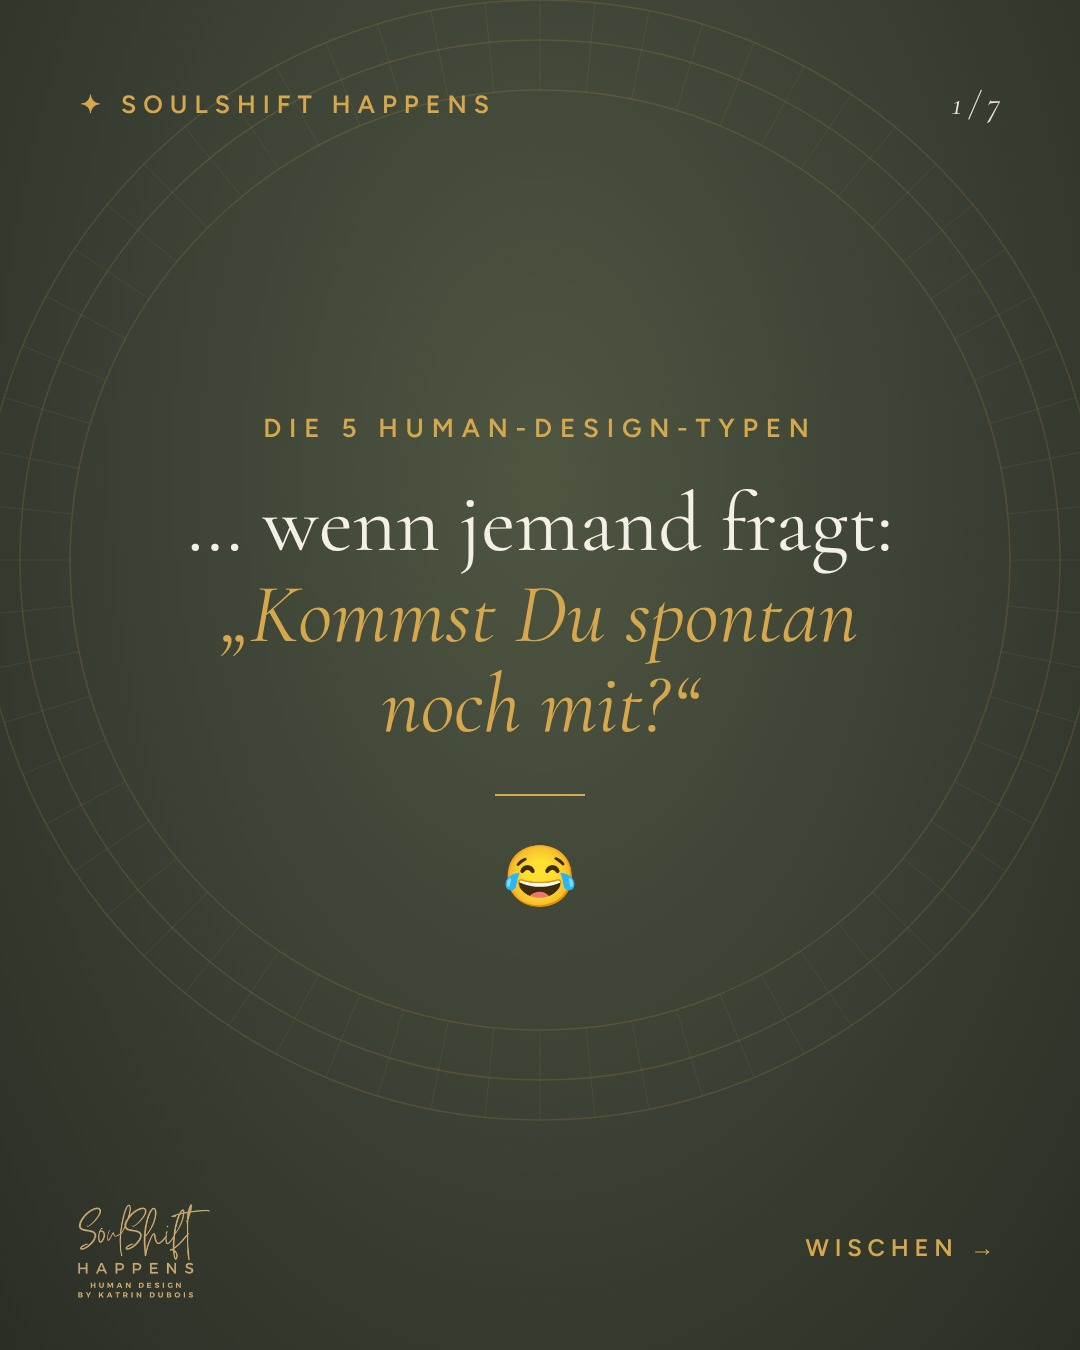 ✦ SOULSHIFT HAPPENS
1/7
DIE 5 HUMAN-DESIGN-TYPEN
... wenn jemand fragt:
„Kommst Du spontan
noch mit?“
😂
SoulShift
HAPPENS
HUMAN DESIGN
BY KATRIN DUBOIS
WISCHEN →